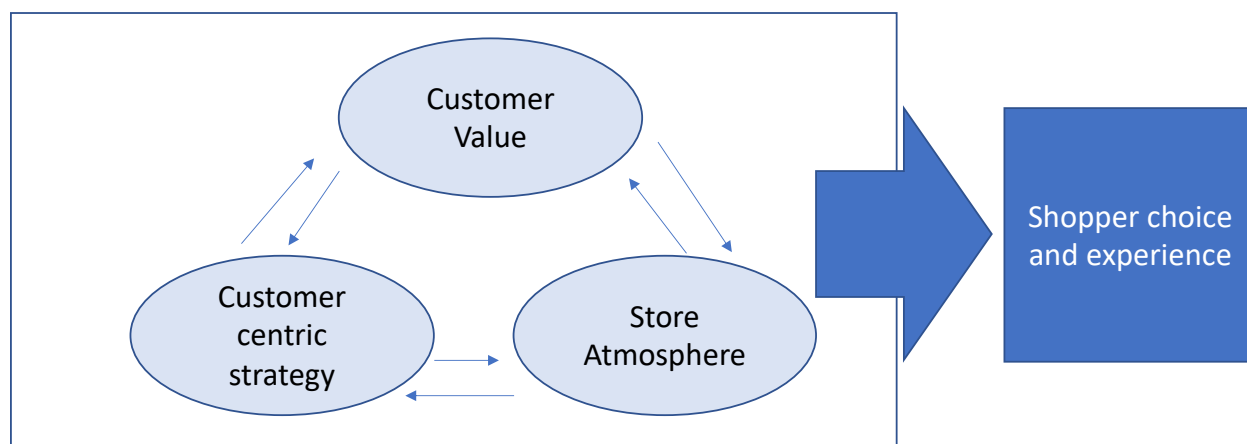 Customer
Value
Customer
centric
strategy
Store
Atmosphere
Shopper choice
and experience